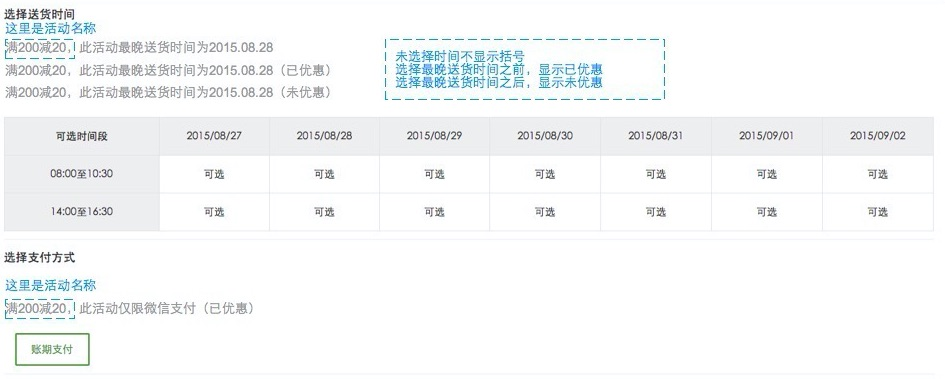 选择送货时间
这里是活动名称
满200减20，此活动最晚送货时间为2015.08.28
满200减20，此活动最晚送货时间为2015.08.28（已优惠）
满200减20，此活动最晚送货时间为2015.08.28（未优惠）
未选择时间不显示括号
选择最晚送货时间之前，显示已优惠
选择最晚送货时间之后，显示未优惠
可选时间段 2015/08/27 2015/08/28 2015/08/29 2015/08/30 2015/08/31 2015/09/01 2015/09/02
08:00至10:30 可选 可选 可选 可选 可选 可选 可选
14:00至16:30 可选 可选 可选 可选 可选 可选 可选
选择支付方式
这里是活动名称
满200减20，此活动仅限微信支付（已优惠）
账期支付